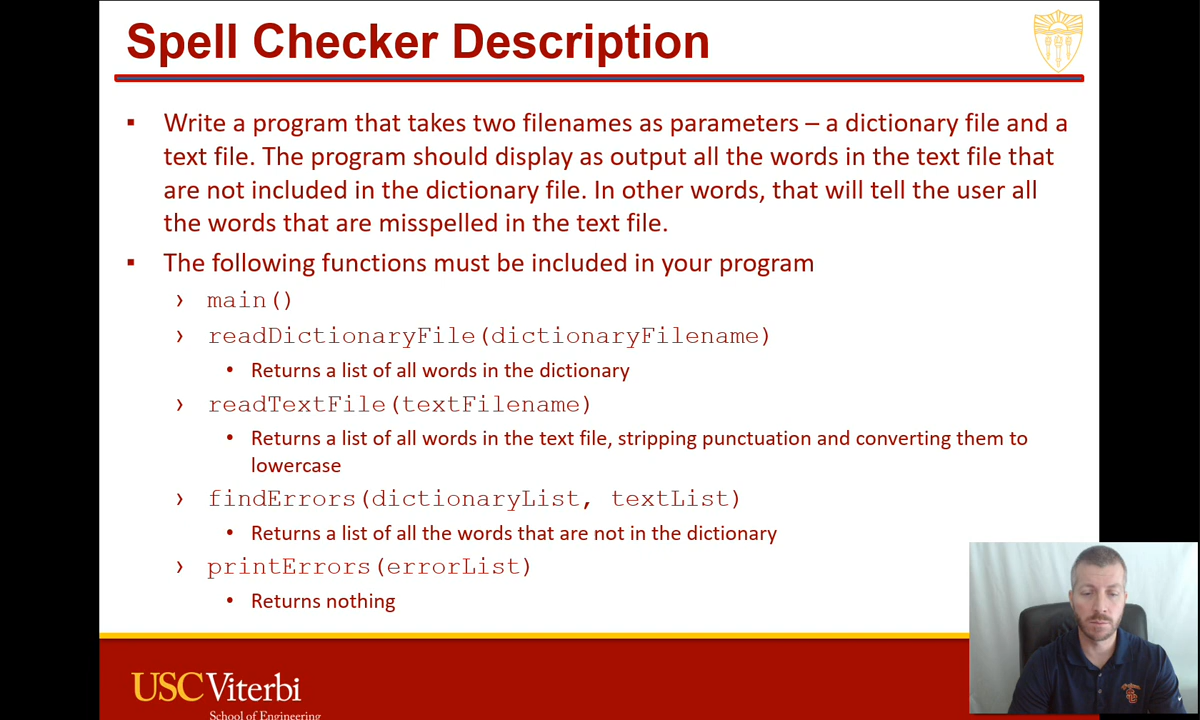 Spell Checker Description
▪ Write a program that takes two filenames as parameters – a dictionary file and a
text file. The program should display as output all the words in the text file that
are not included in the dictionary file. In other words, that will tell the user all
the words that are misspelled in the text file.
▪ The following functions must be included in your program
› main()
› readDictionaryFile(dictionaryFilename)
• Returns a list of all words in the dictionary
› readTextFile(textFilename)
• Returns a list of all words in the text file, stripping punctuation and converting them to
lowercase
› findErrors(dictionaryList, textList)
• Returns a list of all the words that are not in the dictionary
› printErrors(errorList)
• Returns nothing
USC Viterbi
School of Engineering